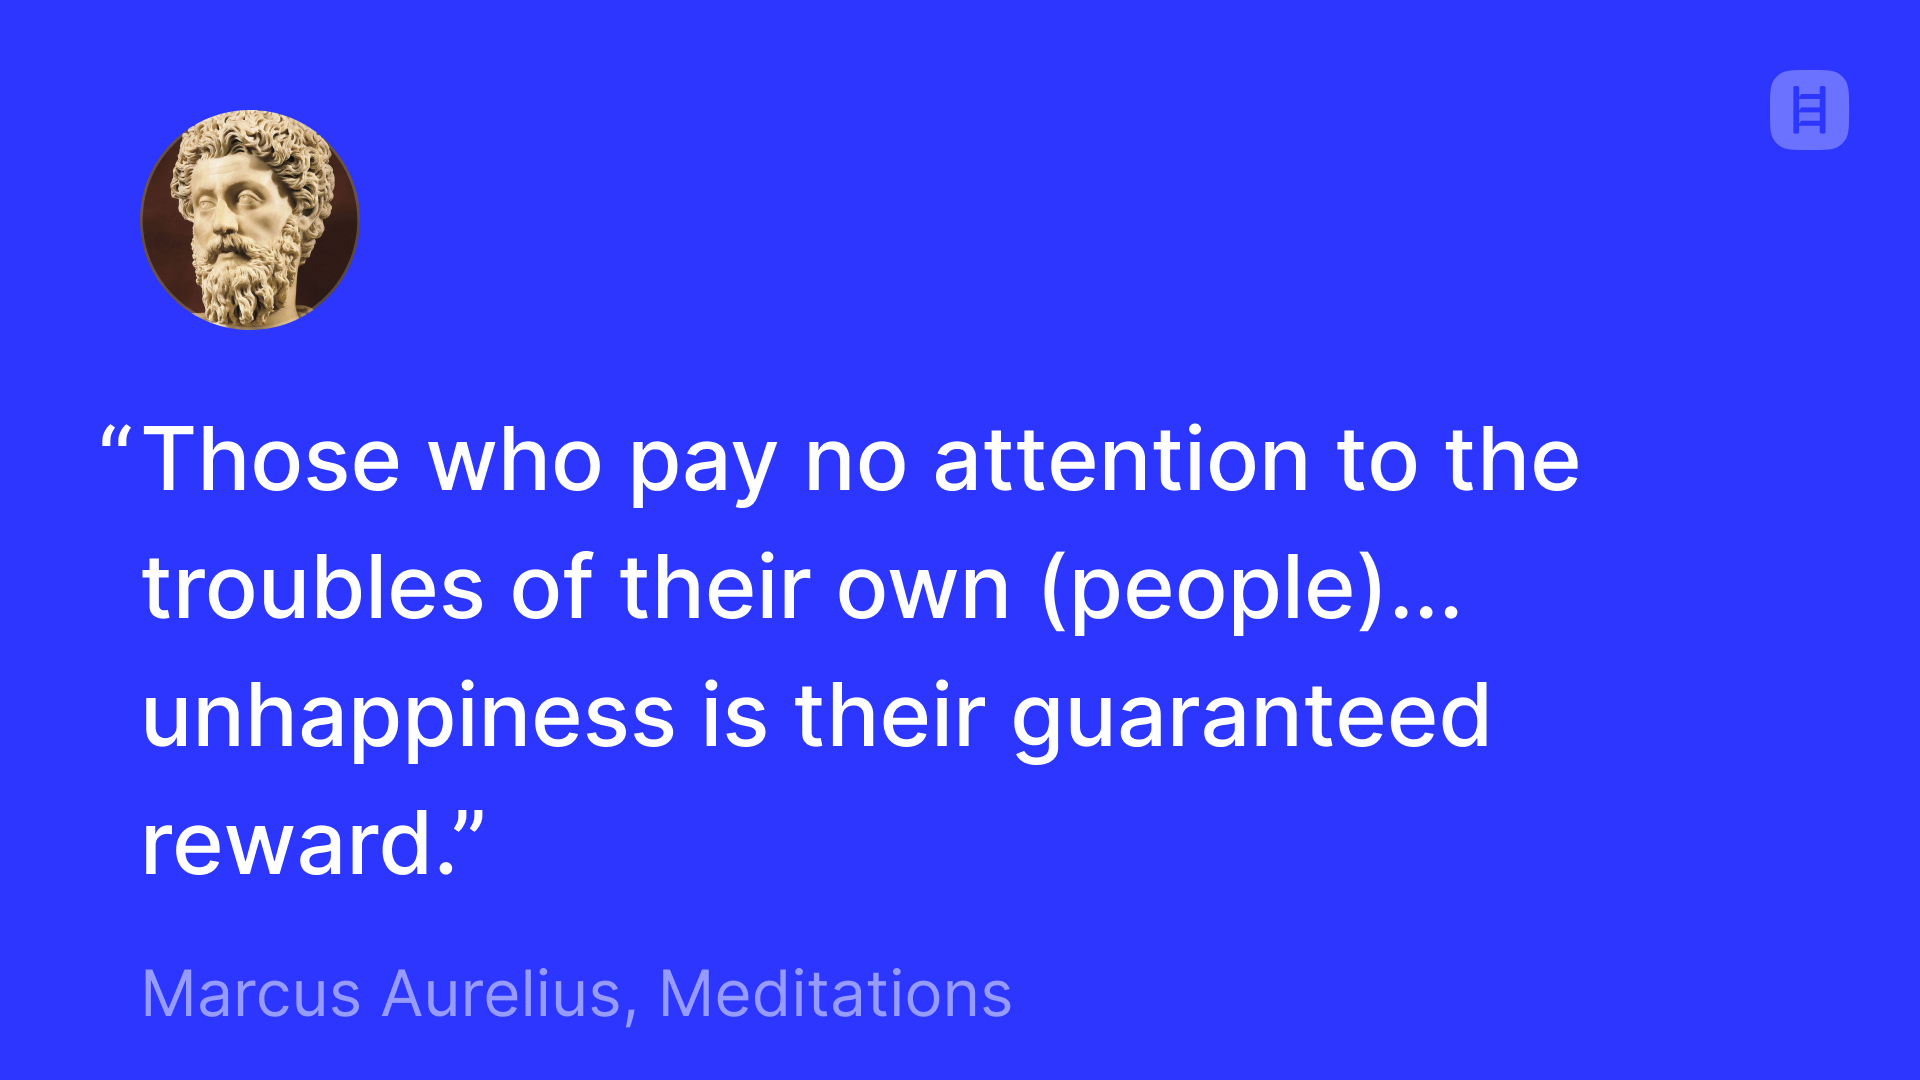 “Those who pay no attention to the
troubles of their own (people)...
unhappiness is their guaranteed
reward.”
Marcus Aurelius, Meditations